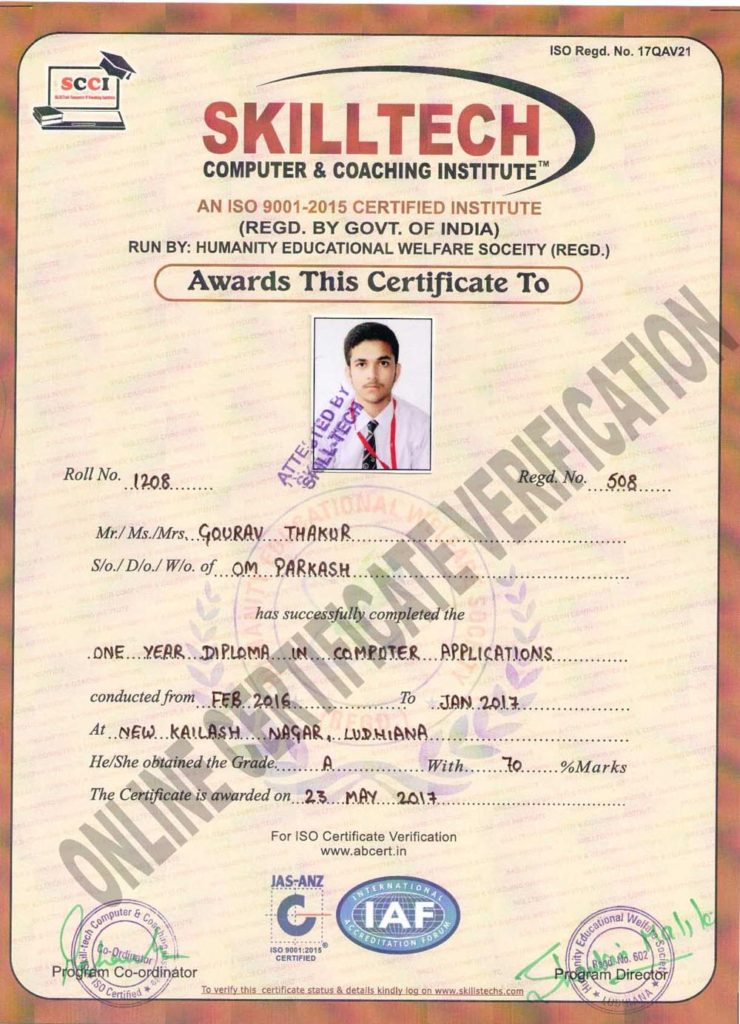 ISO Regd. No. 17QAV21
SCCI
SKILLTECH
COMPUTER & COACHING INSTITUTE™
AN ISO 9001-2015 CERTIFIED INSTITUTE
(REGD. BY GOVT. OF INDIA)
RUN BY: HUMANITY EDUCATIONAL WELFARE SOCEITY (REGD.)
Awards This Certificate To
ATTESTED BY
SKILL-TECH
Roll No. 1208
Regd. No. 508
Mr./ Ms./Mrs. GOURAV THAKUR
S/o./ D/o./ W/o. of OM PARKASH
has successfully completed the
ONE YEAR DIPLOMA IN COMPUTER APPLICATIONS
conducted from FEB 2016 To JAN 2017
At NEW KAILASH NAGAR, LUDHIANA
He/She obtained the Grade. A With 70 %Marks
The Certificate is awarded on 23 MAY 2017
ONLINE CERTIFICATE VERIFICATION
For ISO Certificate Verification
www.abcert.in
JAS-ANZ
C
ISO 9001:2015
CERTIFIED
INTERNATIONAL
IAF
ACCREDITATION FORUM
Skill-tech Computer & Coaching
Co-Ordinator
ISO Certified
Program Co-ordinator
Humanity Educational Welfare Society
Regd. No. 602
LUDHIANA
Program Director
To verify this certificate status & details kindly log on www.skillstechs.com